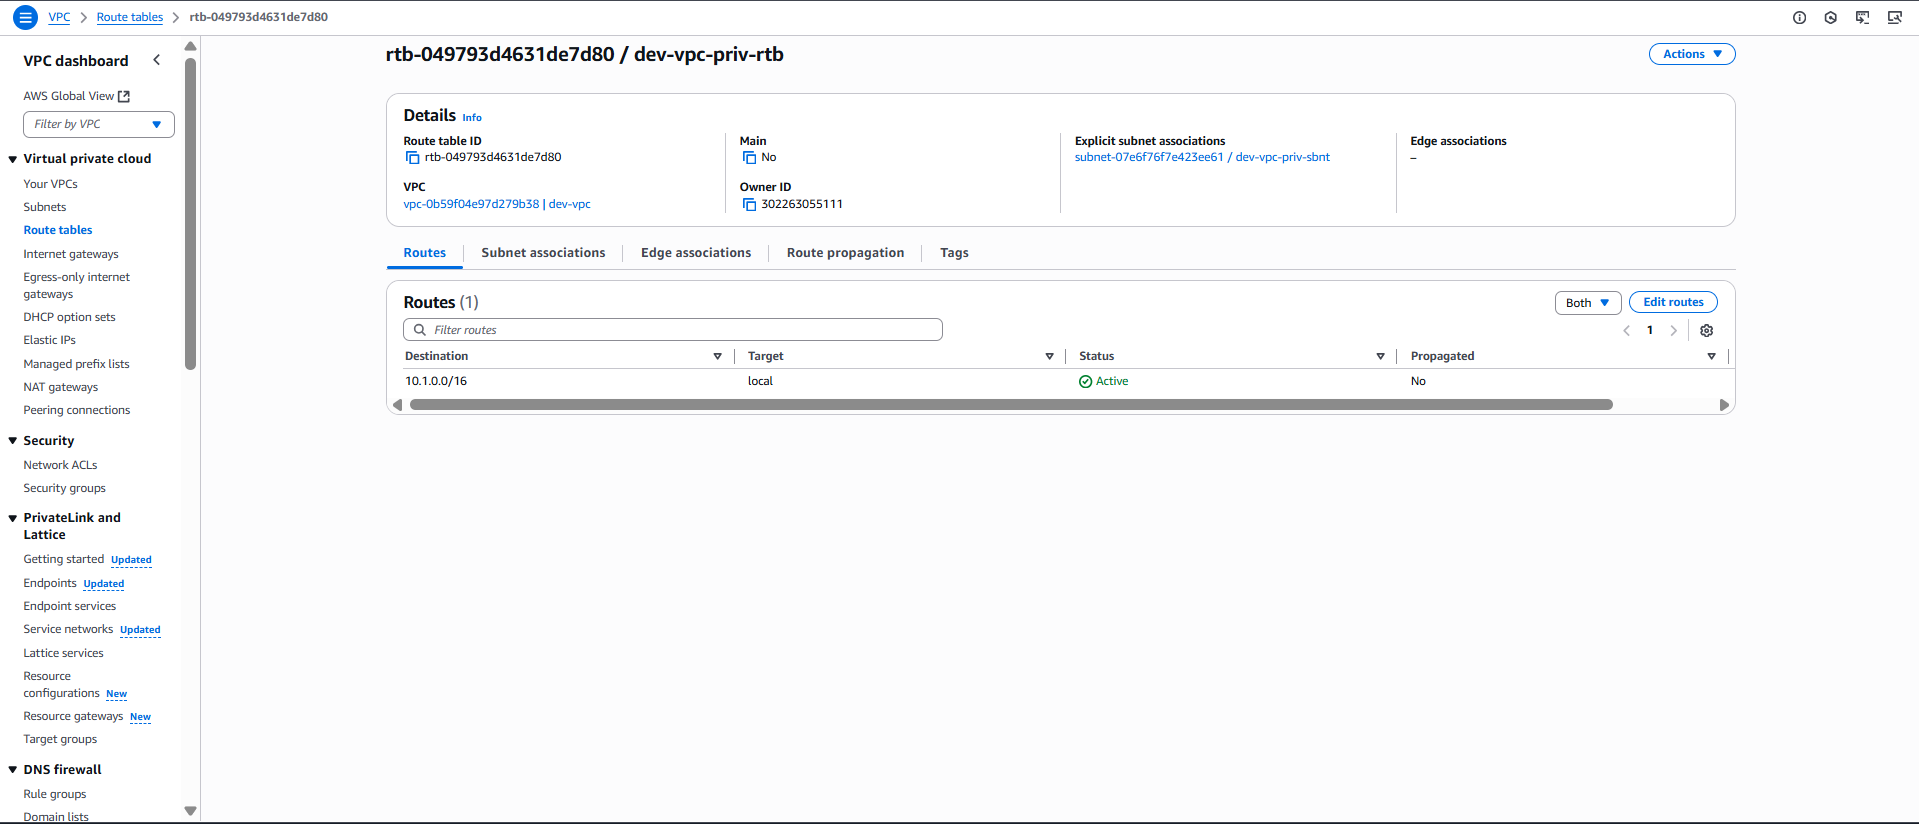 VPC > Route tables > rtb-049793d4631de7d80
VPC dashboard
AWS Global View
Filter by VPC
Virtual private cloud
Your VPCs
Subnets
Route tables
Internet gateways
Egress-only internet
gateways
DHCP option sets
Elastic IPs
Managed prefix lists
NAT gateways
Peering connections
Security
Network ACLs
Security groups
PrivateLink and
Lattice
Getting started Updated
Endpoints Updated
Endpoint services
Service networks Updated
Lattice services
Resource
configurations New
Resource gateways New
Target groups
DNS firewall
Rule groups
Domain lists
rtb-049793d4631de7d80 / dev-vpc-priv-rtb
Actions
Details Info
Route table ID
rtb-049793d4631de7d80
VPC
vpc-0b59f04e97d279b38 | dev-vpc
Main
No
Owner ID
302263055111
Explicit subnet associations
subnet-07e6f76f7e423ee61 / dev-vpc-priv-sbnt
Edge associations
–
Routes Subnet associations Edge associations Route propagation Tags
Routes (1)
Both Edit routes
Filter routes
1
Destination Target Status Propagated
10.1.0.0/16 local Active No